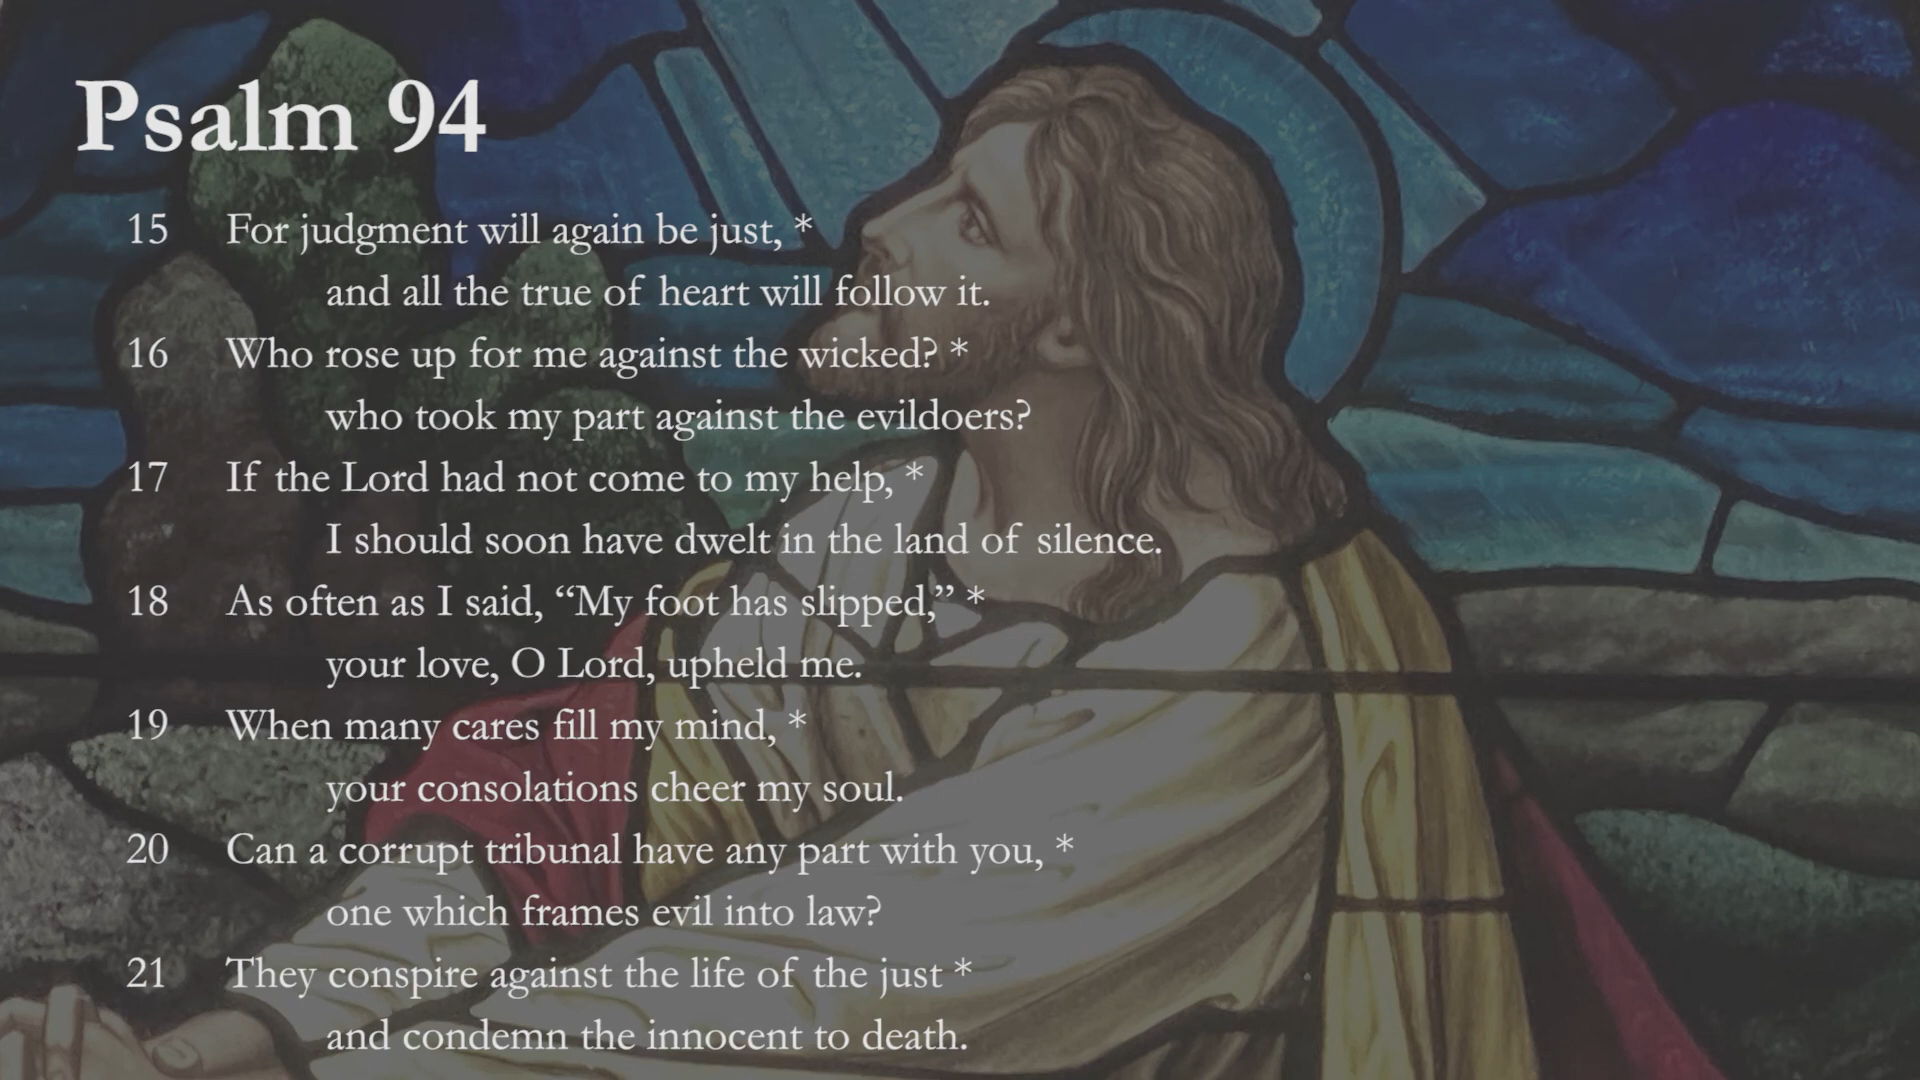 Psalm 94
15 For judgment will again be just, *
and all the true of heart will follow it.
16 Who rose up for me against the wicked? *
who took my part against the evildoers?
17 If the Lord had not come to my help, *
I should soon have dwelt in the land of silence.
18 As often as I said, “My foot has slipped,” *
your love, O Lord, upheld me.
19 When many cares fill my mind, *
your consolations cheer my soul.
20 Can a corrupt tribunal have any part with you, *
one which frames evil into law?
21 They conspire against the life of the just *
and condemn the innocent to death.